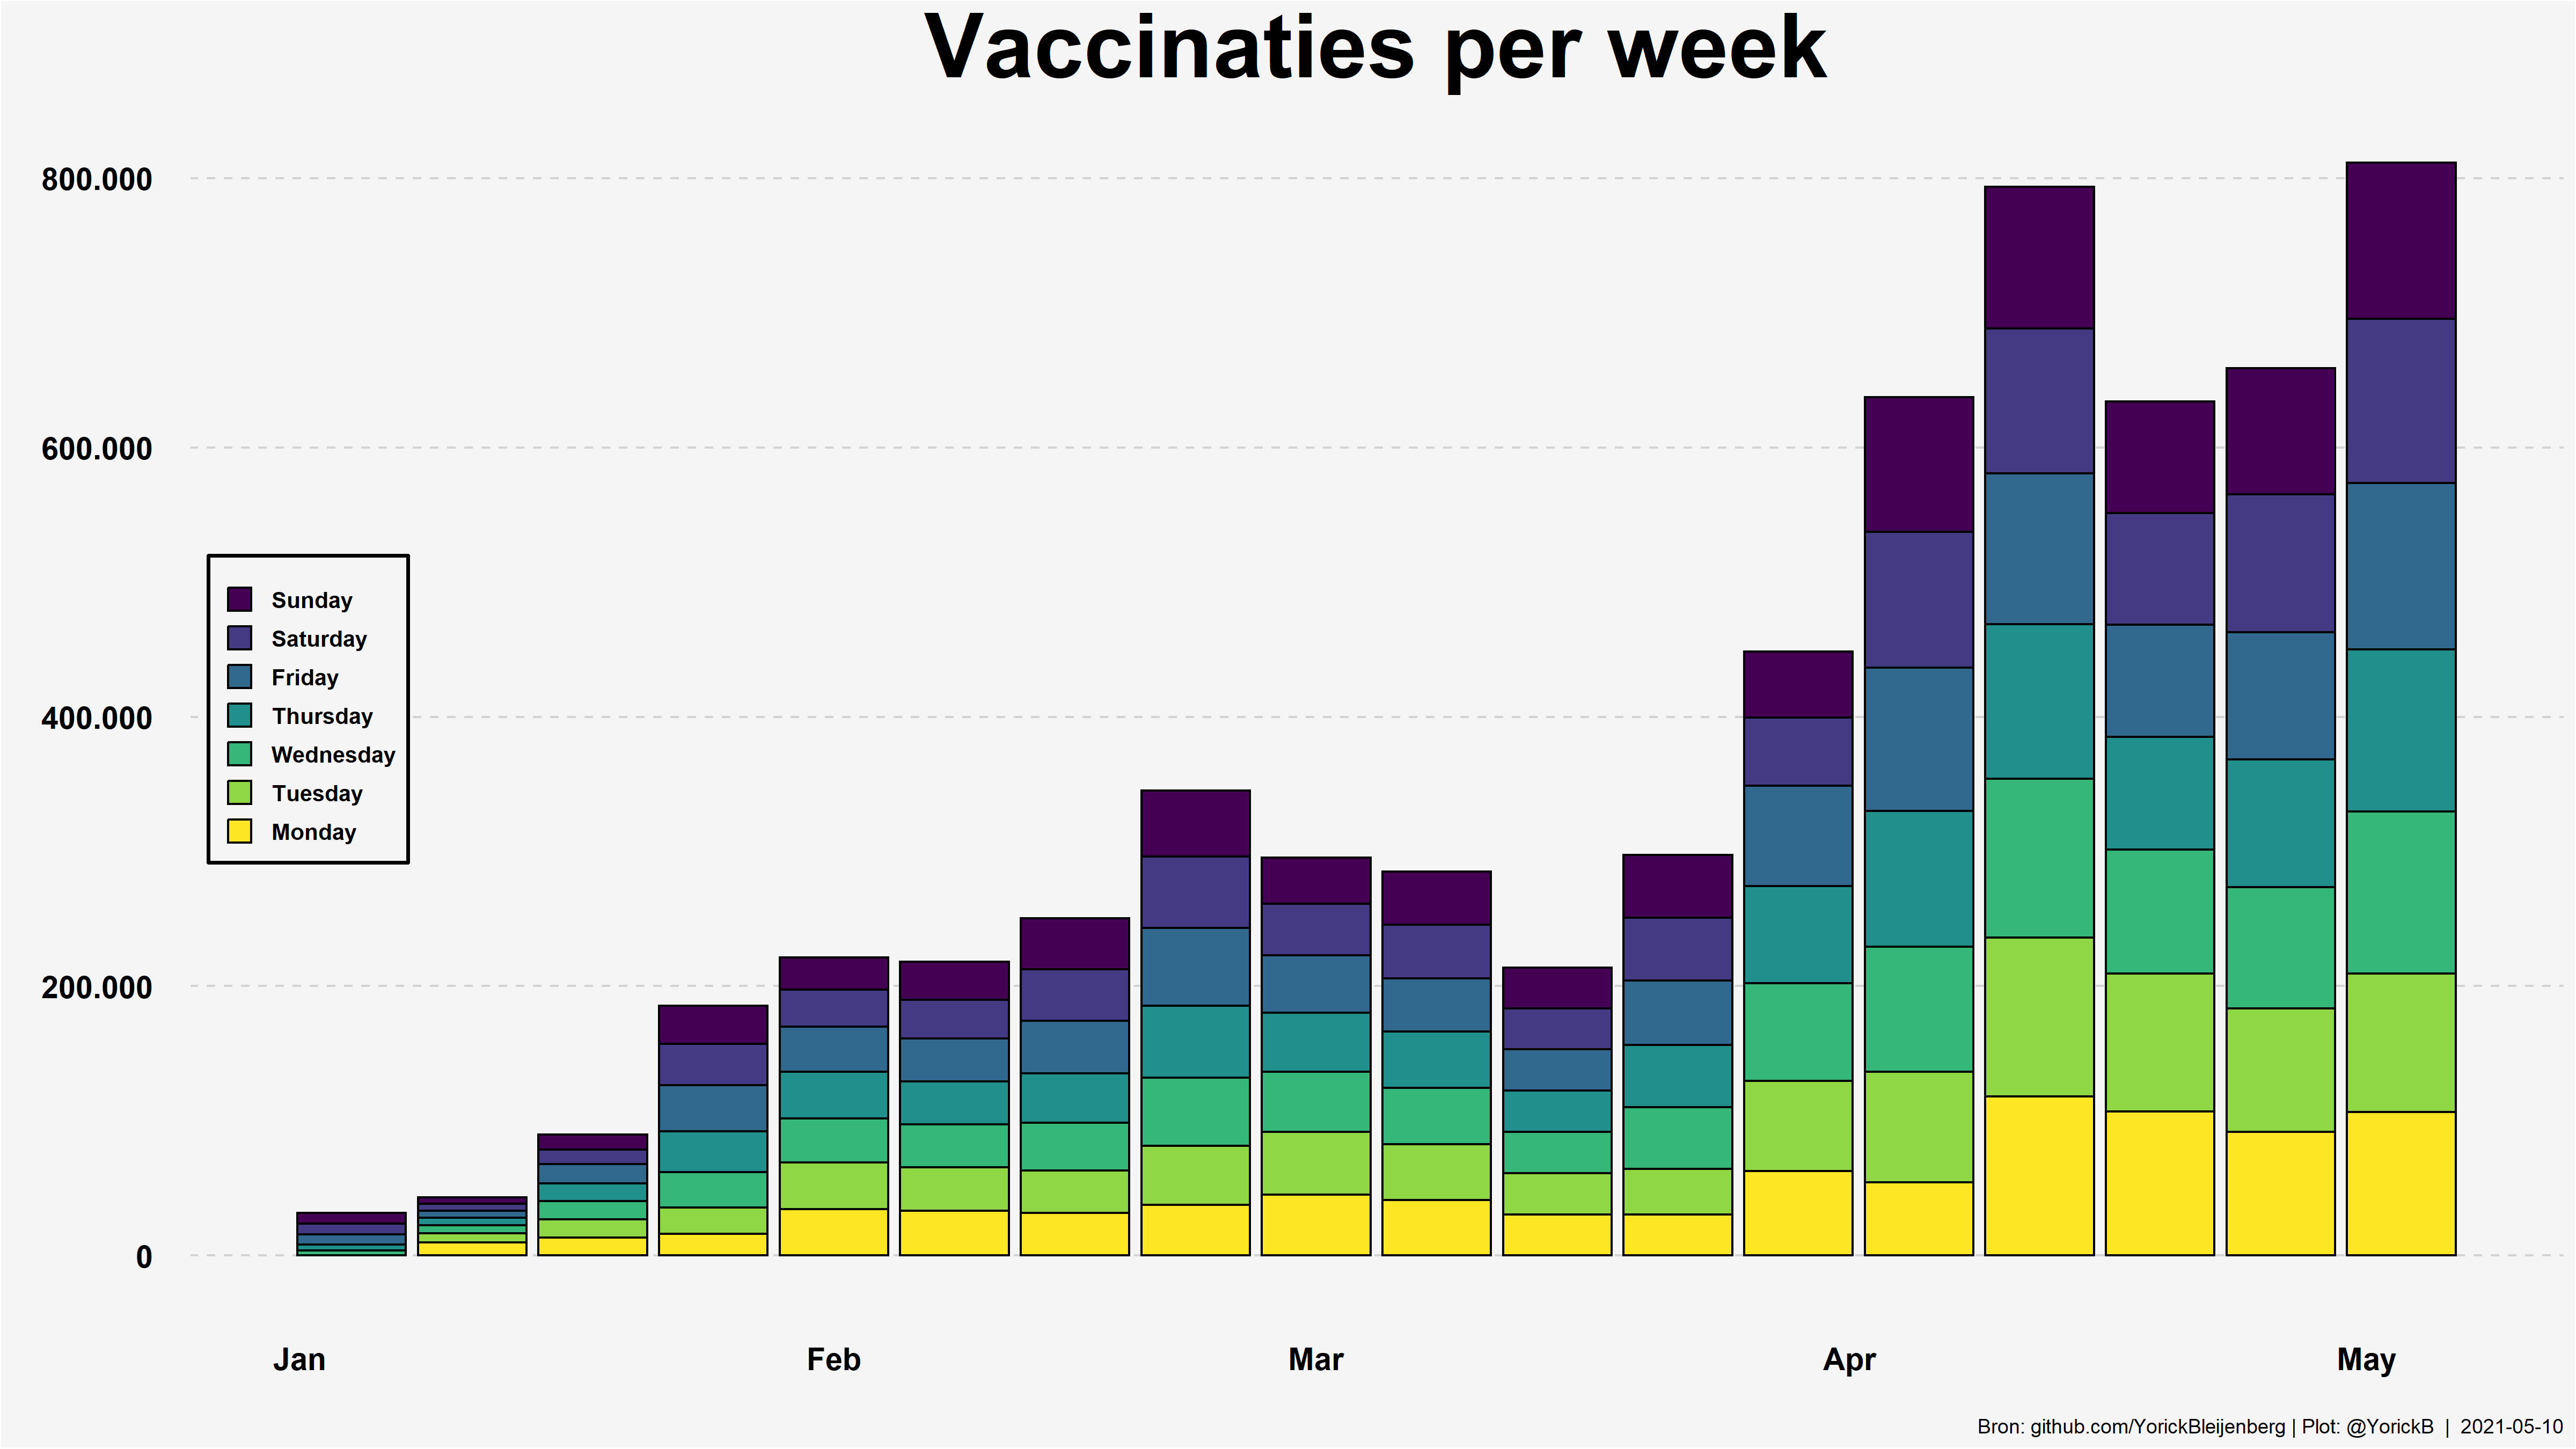 Vaccinaties per week
800.000
600.000
400.000
200.000
0
Sunday
Saturday
Friday
Thursday
Wednesday
Tuesday
Monday
Jan Feb Mar Apr May
Bron: github.com/YorickBleijenberg | Plot: @YorickB | 2021-05-10